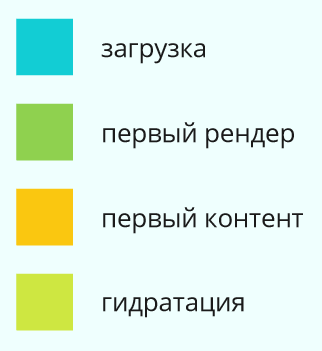 загрузка
первый рендер
первый контент
гидратация